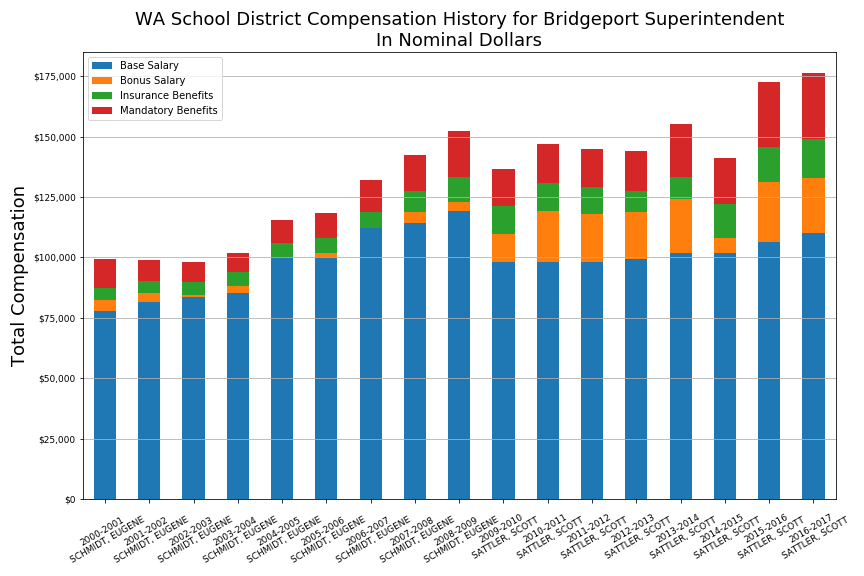 WA School District Compensation History for Bridgeport Superintendent
In Nominal Dollars
Base Salary
Bonus Salary
Insurance Benefits
Mandatory Benefits
Total Compensation
$175,000
$150,000
$125,000
$100,000
$75,000
$50,000
$25,000
$0
2000-2001
SCHMIDT, EUGENE
2001-2002
SCHMIDT, EUGENE
2002-2003
SCHMIDT, EUGENE
2003-2004
SCHMIDT, EUGENE
2004-2005
SCHMIDT, EUGENE
2005-2006
SCHMIDT, EUGENE
2006-2007
SCHMIDT, EUGENE
2007-2008
SCHMIDT, EUGENE
2008-2009
SCHMIDT, EUGENE
2009-2010
SATTLER, SCOTT
2010-2011
SATTLER, SCOTT
2011-2012
SATTLER, SCOTT
2012-2013
SATTLER, SCOTT
2013-2014
SATTLER, SCOTT
2014-2015
SATTLER, SCOTT
2015-2016
SATTLER, SCOTT
2016-2017
SATTLER, SCOTT